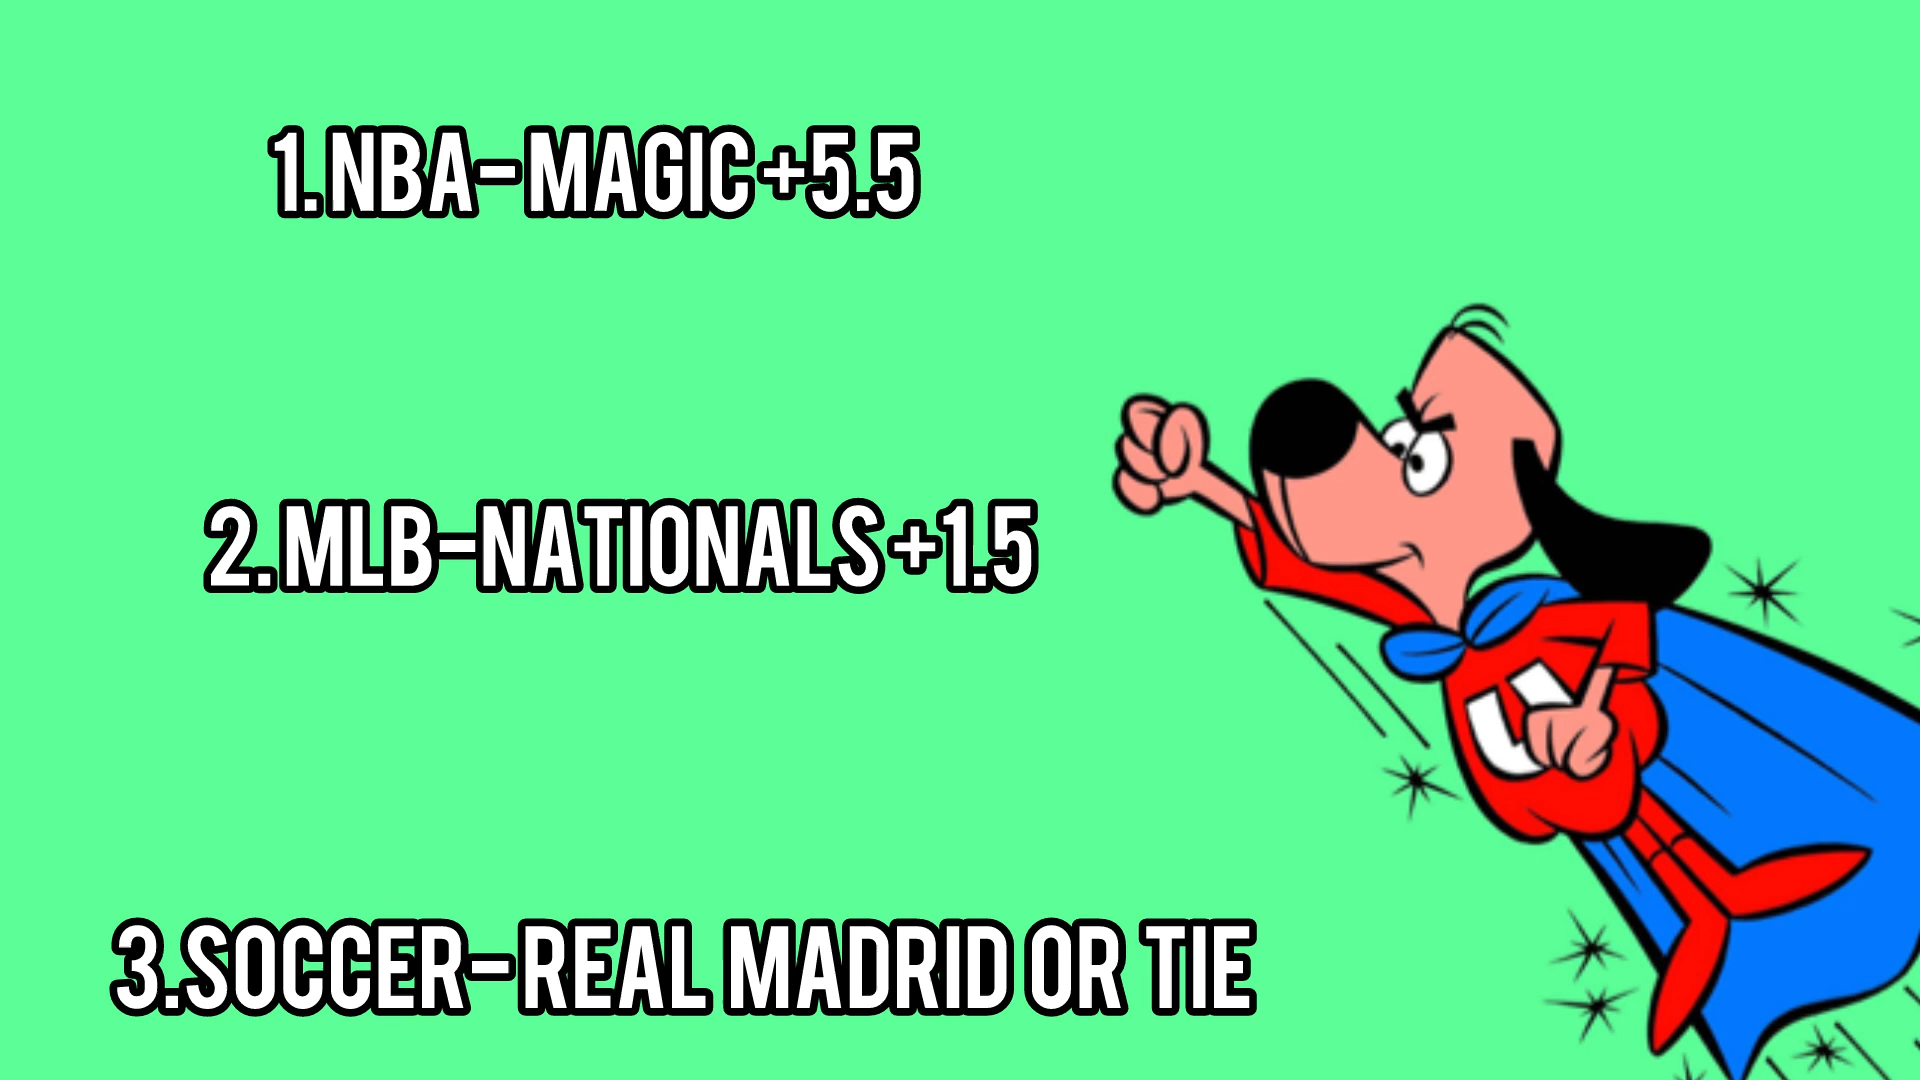 1. NBA- MAGIC +5.5
2. MLB-NATIONALS +1.5
U
3.SOCCER- REAL MADRID OR TIE